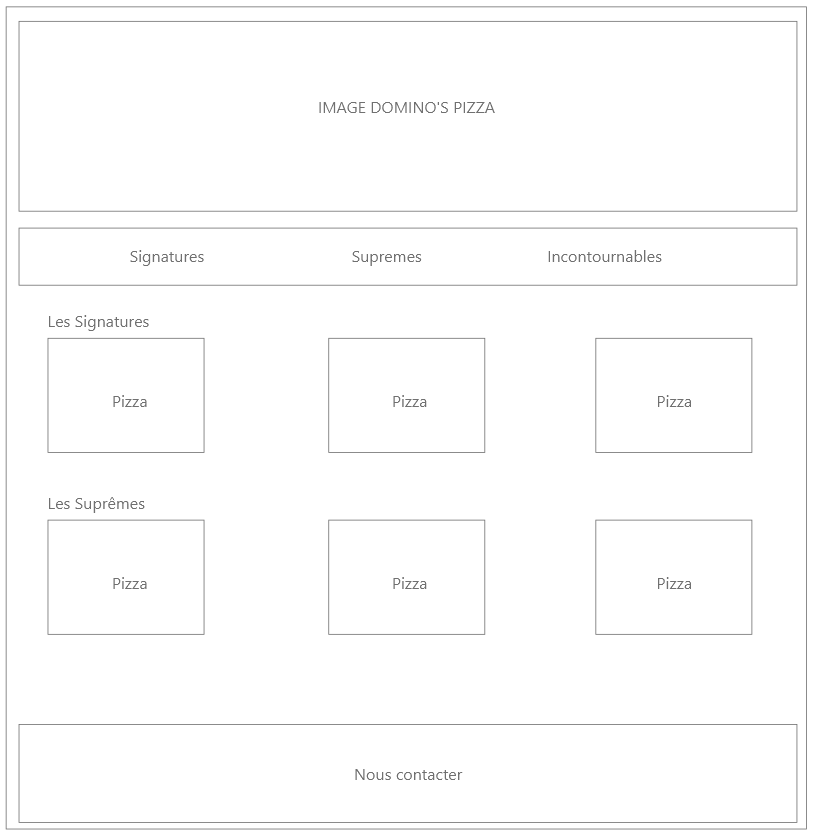 IMAGE DOMINO'S PIZZA
Signatures Supremes Incontournables
Les Signatures
Pizza Pizza Pizza
Les Suprêmes
Pizza Pizza Pizza
Nous contacter